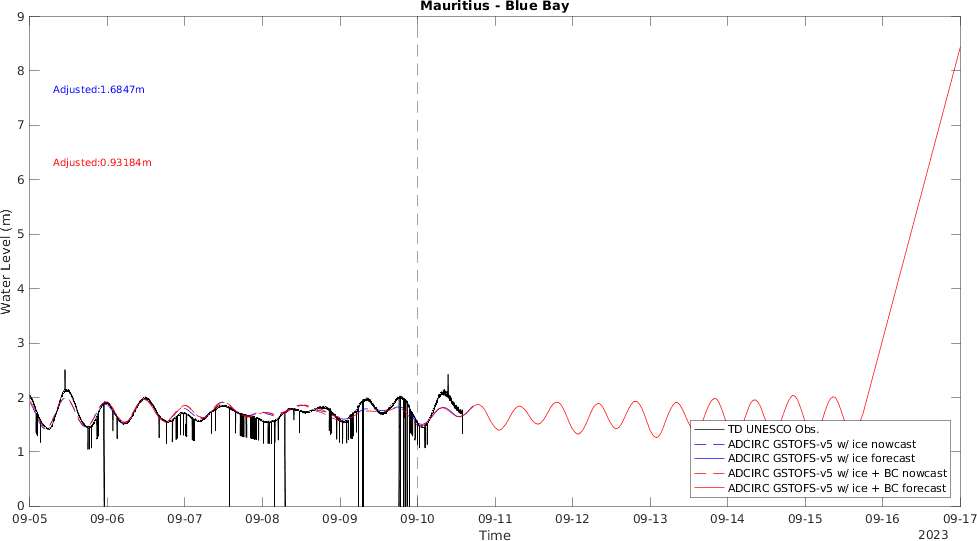 Mauritius - Blue Bay
Water Level (m)
9
8
7
6
5
4
3
2
1
0
Adjusted:1.6847m
Adjusted:0.93184m
TD UNESCO Obs.
ADCIRC GSTOFS-v5 w/ ice nowcast
ADCIRC GSTOFS-v5 w/ ice forecast
ADCIRC GSTOFS-v5 w/ ice + BC nowcast
ADCIRC GSTOFS-v5 w/ ice + BC forecast
09-05 09-06 09-07 09-08 09-09 09-10 09-11 09-12 09-13 09-14 09-15 09-16 09-17
Time
2023